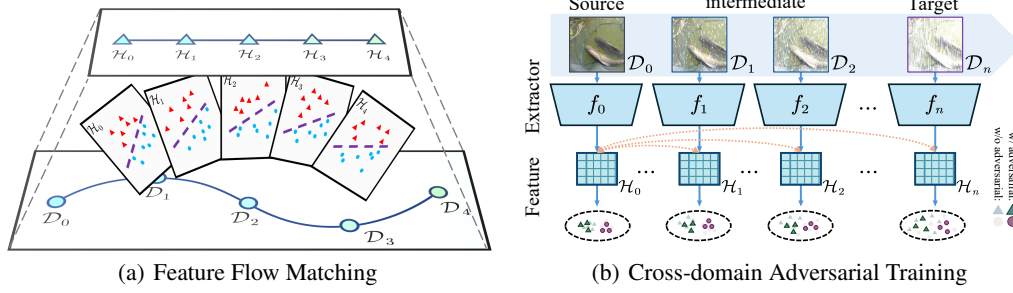 ℋ₀ ℋ₁ ℋ₂ ℋ₃ ℋ₄
ℋ₀ ℋ₁ ℋ₂ ℋ₃ ℋ₄
𝒟₀ 𝒟₁ 𝒟₂ 𝒟₃ 𝒟₄
(a) Feature Flow Matching
Source intermediate Target
𝒟₀ 𝒟₁ 𝒟₂ 𝒟ₙ
Extractor
f₀ f₁ f₂ ... fₙ
Feature
ℋ₀ ... ℋ₁ ... ℋ₂ ... ℋₙ
w/o adversarial:
adversarial:
(b) Cross-domain Adversarial Training